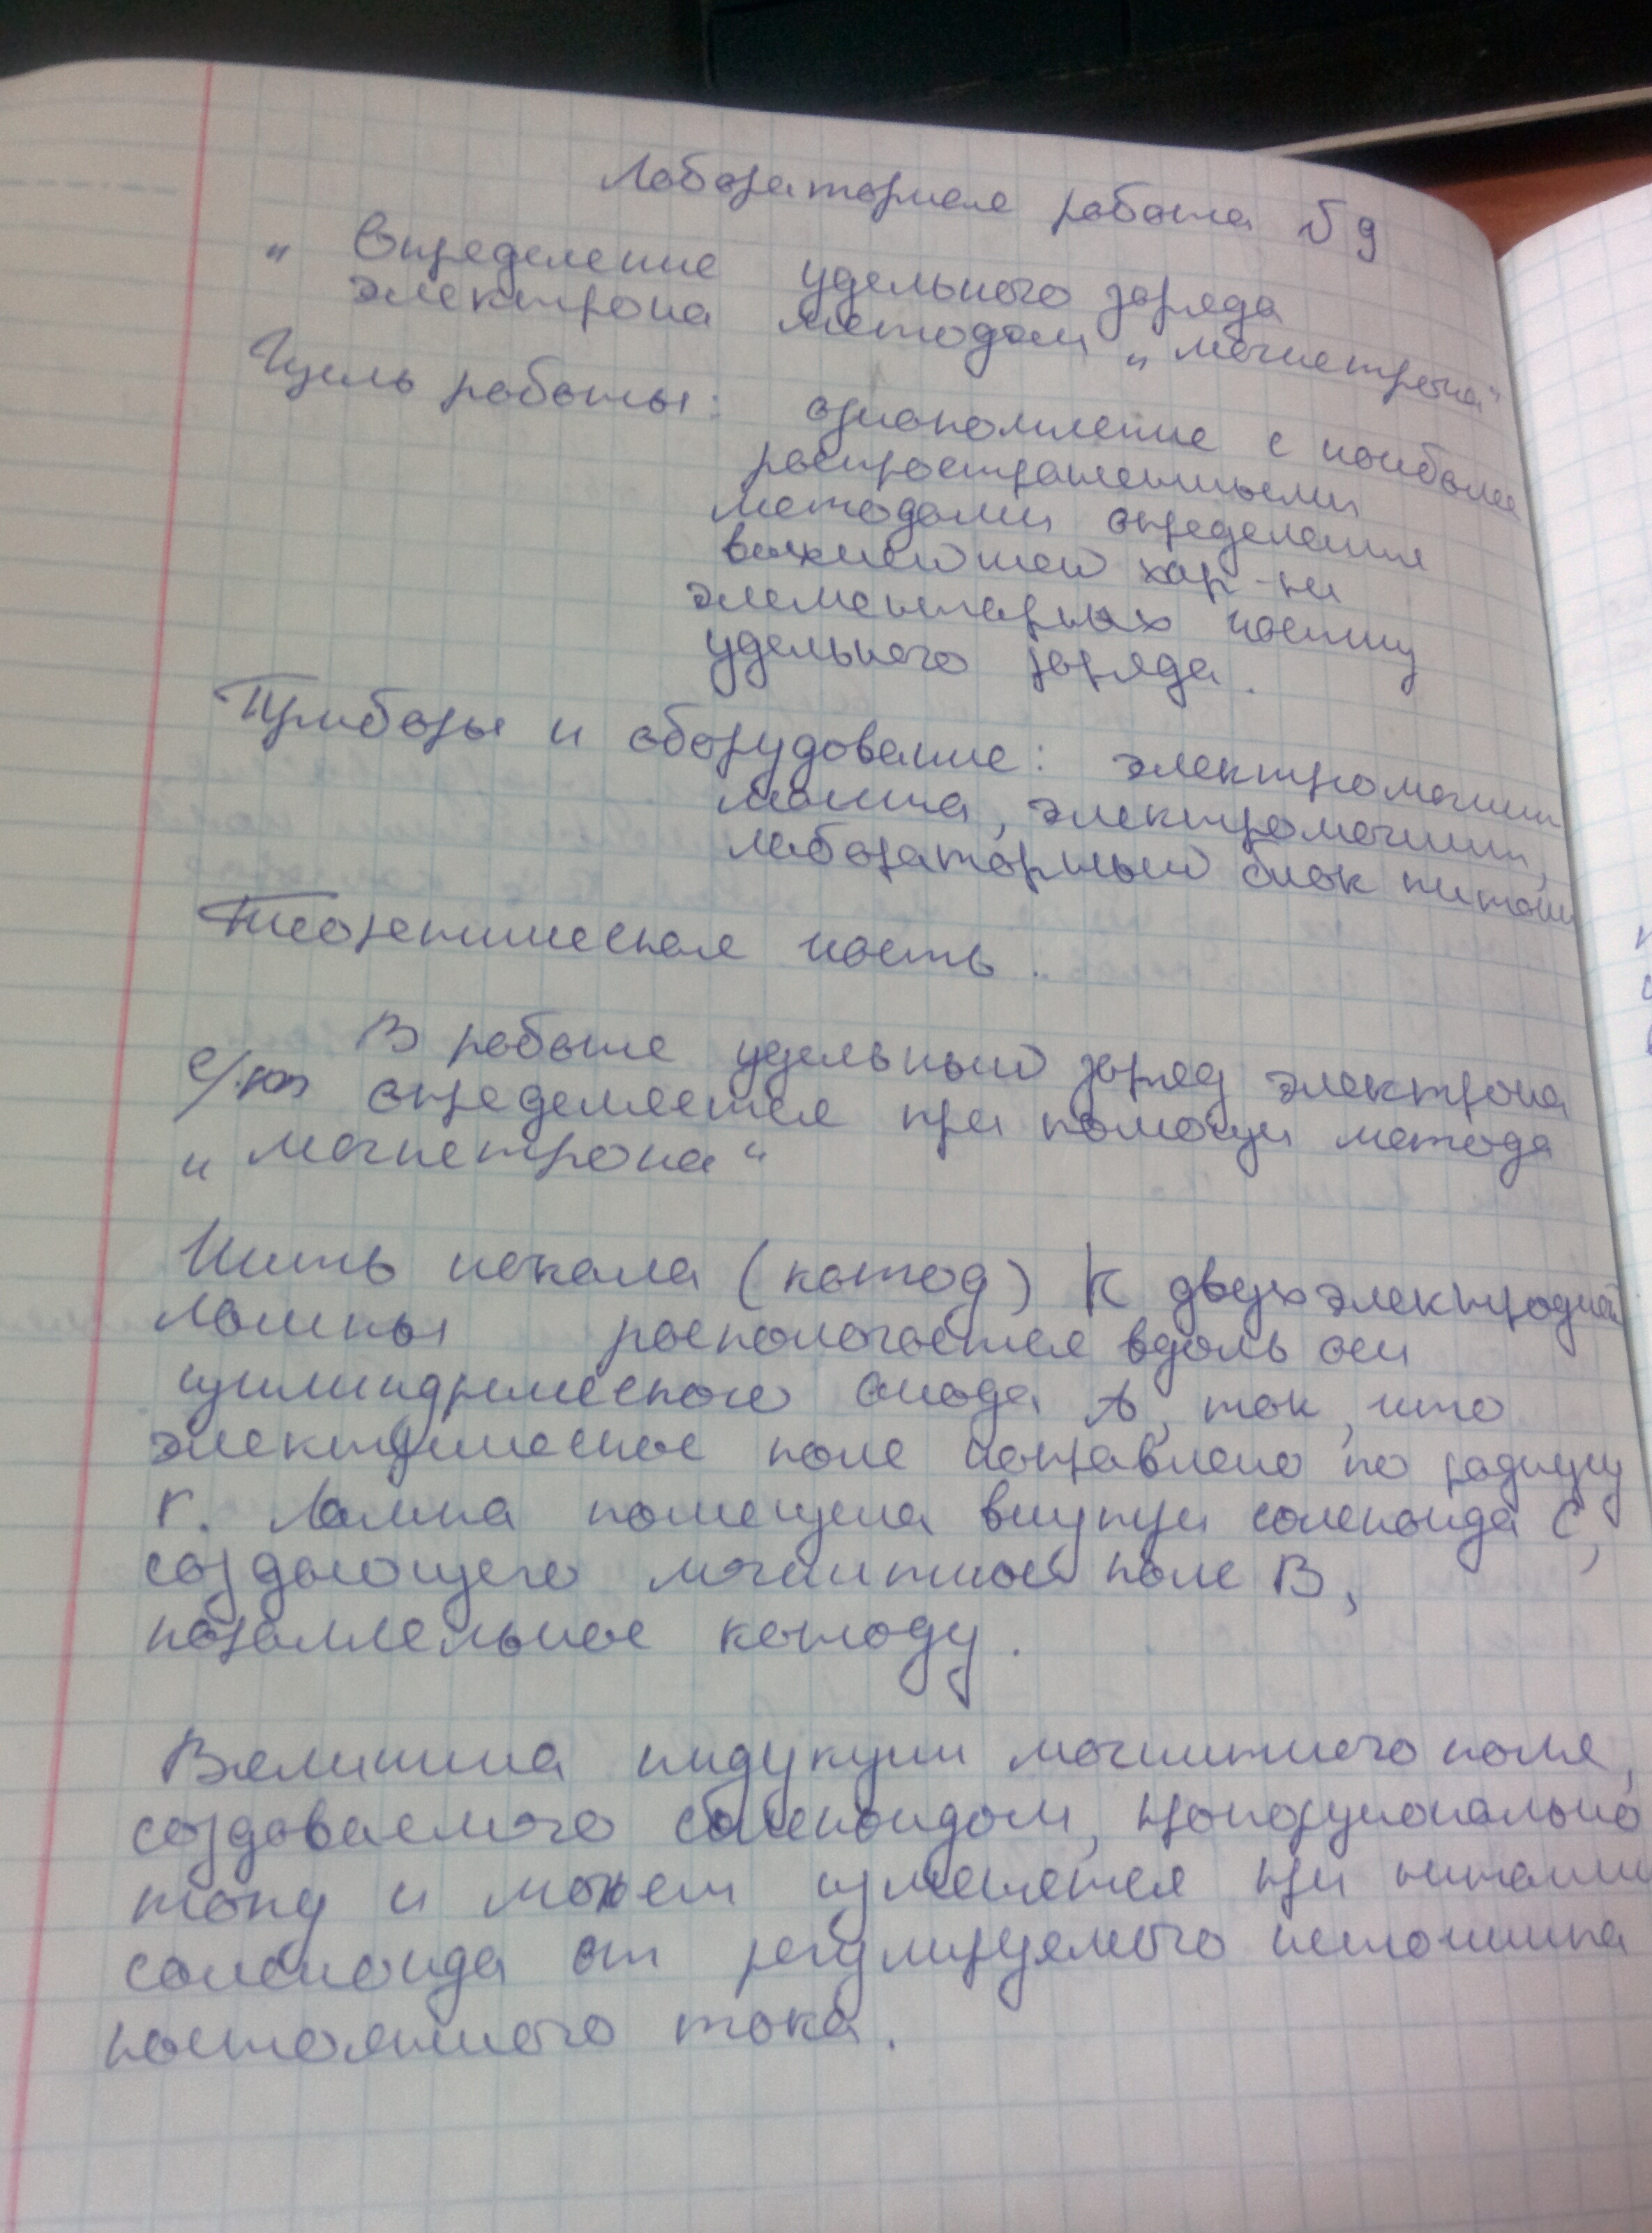 Лабораторная работа №9
„ Определение удельного заряда
электрона методом „ магнетрона“
Цель работы: ознакомление с наиболее
распространенными
методами определения
важнейшей хар-ки
элементарных частиц
удельного заряда.
Приборы и оборудование: электромагнит
лампа, электромагнит,
лабораторный блок питан
Теоретическая часть.
В работе удельный заряд электрона
e/m определяется при помощи метода
„ магнетрона“
Нить накала (катод) К двухэлектродной
лампы располагается вдоль оси
цилиндрического анода А, так, что
электрическое поле направлено по радиусу
r. Лампа помещена внутри соленоида С,
создающего магнитное поле В,
параллельное катоду.
Величина индукции магнитного поля,
создаваемого соленоидом, пропорционально
току и может изменятся при питании
соленоида от регулируемого источника
постоянного тока.